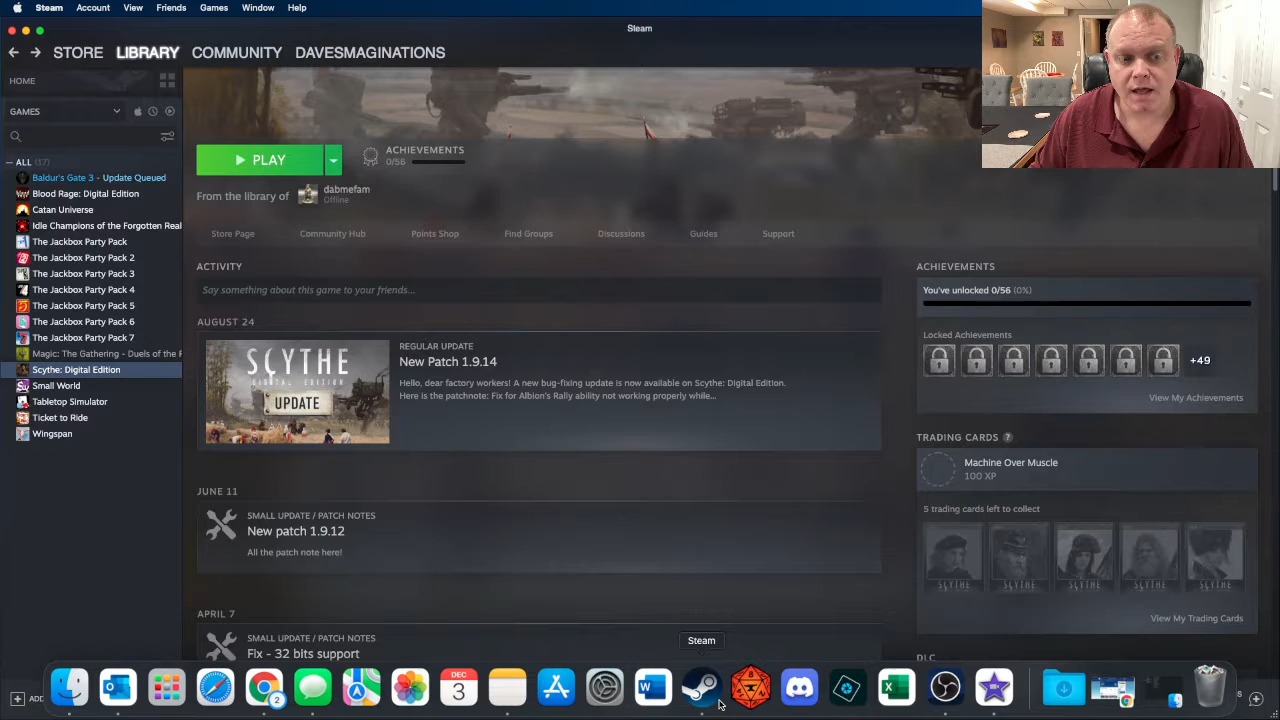 Steam Account View Friends Games Window Help
Steam
STORE LIBRARY COMMUNITY DAVESMAGINATIONS
HOME
GAMES
ALL (17)
Baldur's Gate 3 - Update Queued
Blood Rage: Digital Edition
Catan Universe
Idle Champions of the Forgotten Real
The Jackbox Party Pack
The Jackbox Party Pack 2
The Jackbox Party Pack 3
The Jackbox Party Pack 4
The Jackbox Party Pack 5
The Jackbox Party Pack 6
The Jackbox Party Pack 7
Magic: The Gathering - Duels of the P
Scythe: Digital Edition
Small World
Tabletop Simulator
Ticket to Ride
Wingspan
PLAY
ACHIEVEMENTS
0/56
From the library of
dabmefam
Offline
Store Page Community Hub Points Shop Find Groups Discussions Guides Support
ACTIVITY
Say something about this game to your friends...
AUGUST 24
SCYTHE
DIGITAL EDITION
UPDATE
REGULAR UPDATE
New Patch 1.9.14
Hello, dear factory workers! A new bug-fixing update is now available on Scythe: Digital Edition.
Here is the patchnote: Fix for Albion's Rally ability not working properly while...
JUNE 11
SMALL UPDATE / PATCH NOTES
New patch 1.9.12
All the patch note here!
APRIL 7
SMALL UPDATE / PATCH NOTES
Fix - 32 bits support
ACHIEVEMENTS
You've unlocked 0/56 (0%)
Locked Achievements
+49
View My Achievements
TRADING CARDS ?
Machine Over Muscle
100 XP
5 trading cards left to collect
SCYTHE SCYTHE SCYTHE SCYTHE SCYTHE
View My Trading Cards
DLC
Steam
ADD
2
DEC
3
W
8
X